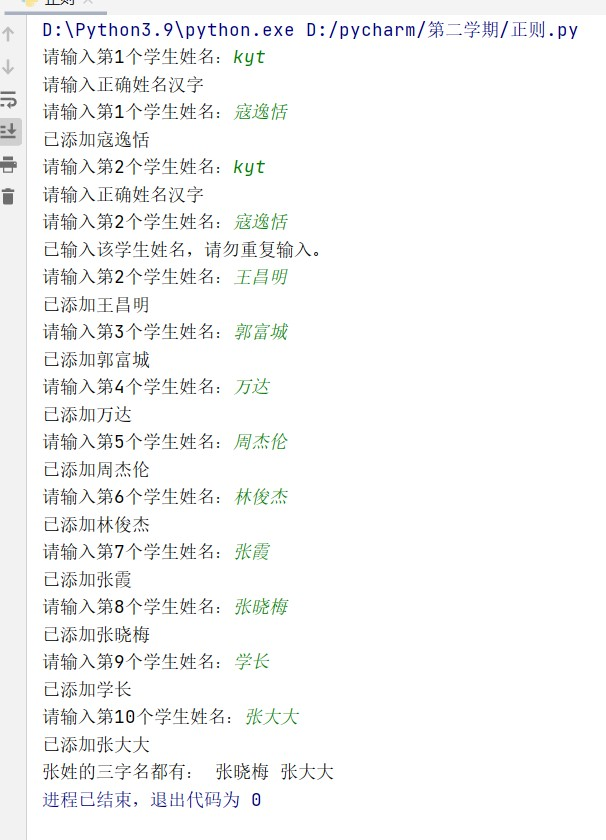 正则
D:\Python3.9\python.exe D:/pycharm/第二学期/正则.py
请输入第1个学生姓名：kyt
请输入正确姓名汉字
请输入第1个学生姓名：寇逸恬
已添加寇逸恬
请输入第2个学生姓名：kyt
请输入正确姓名汉字
请输入第2个学生姓名：寇逸恬
已输入该学生姓名，请勿重复输入。
请输入第2个学生姓名：王昌明
已添加王昌明
请输入第3个学生姓名：郭富城
已添加郭富城
请输入第4个学生姓名：万达
已添加万达
请输入第5个学生姓名：周杰伦
已添加周杰伦
请输入第6个学生姓名：林俊杰
已添加林俊杰
请输入第7个学生姓名：张霞
已添加张霞
请输入第8个学生姓名：张晓梅
已添加张晓梅
请输入第9个学生姓名：学长
已添加学长
请输入第10个学生姓名：张大大
已添加张大大
张姓的三字名都有： 张晓梅 张大大
进程已结束，退出代码为 0